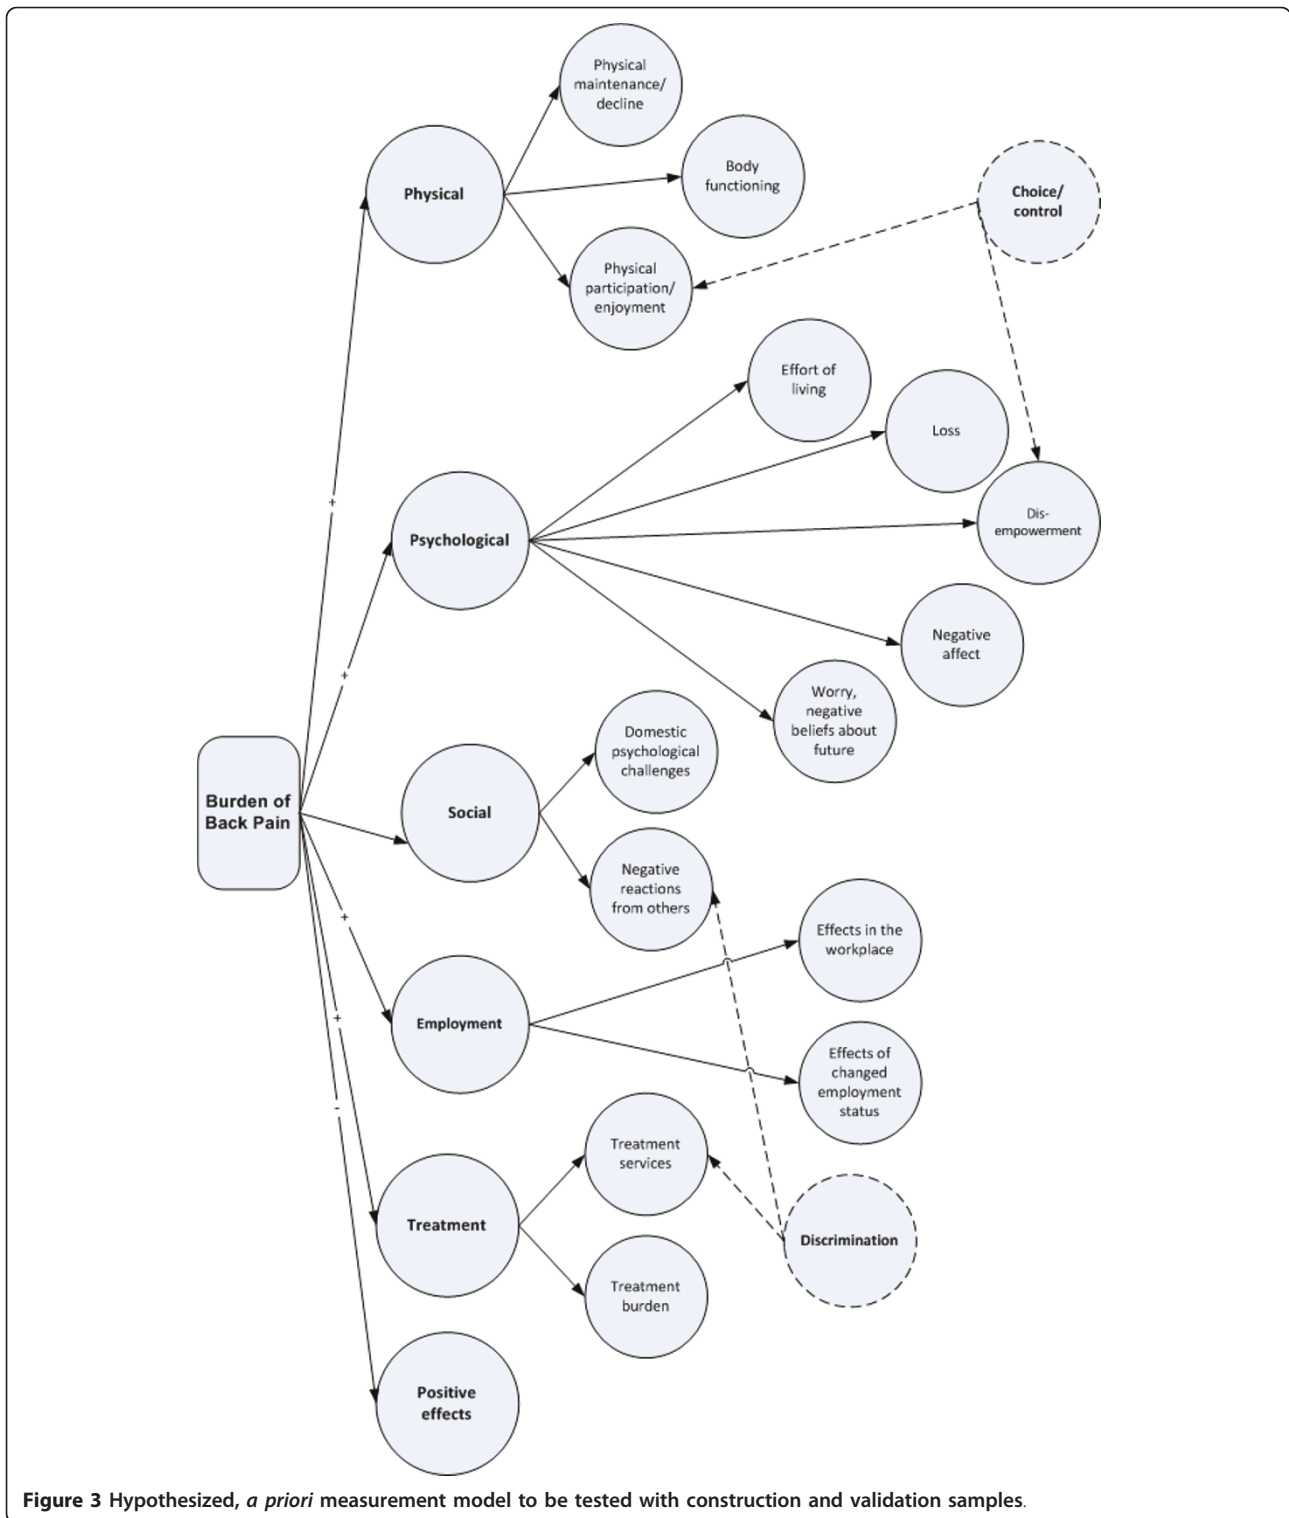 Physical
maintenance/
decline
Body
functioning
Physical
Choice/
control
Physical
participation/
enjoyment
Effort of
living
Loss
+
Dis-
empowerment
Psychological
Negative
affect
+
Worry,
negative
beliefs about
future
Domestic
psychological
challenges
Burden of
Back Pain
Social
Negative
reactions
from others
+
Effects in the
workplace
+
Employment
Effects of
changed
employment
status
-
Treatment
services
Treatment
Discrimination
Treatment
burden
Positive
effects
Figure 3 Hypothesized, a priori measurement model to be tested with construction and validation samples.